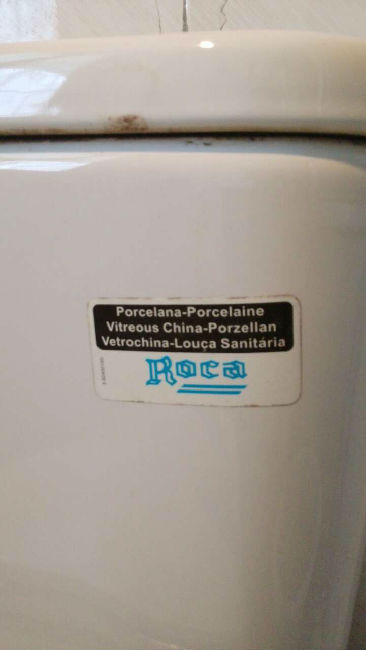 Porcelana-Porcelaine
Vitreous China-Porzellan
Vetrochina-Louça Sanitária
Roca